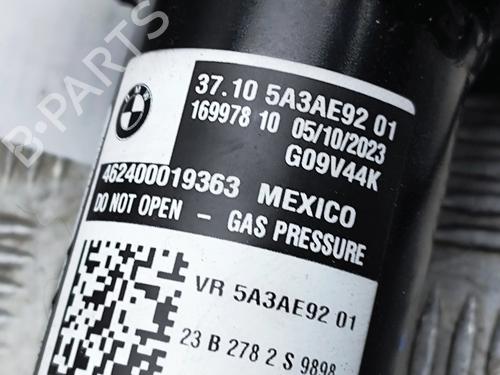 B-PARTS
BMW
37.10 5A3AE92 01
169978 10 05/10/2023
G09V44K
462400019363 MEXICO
DO NOT OPEN - GAS PRESSURE
VR 5A3AE92 01
23 B 278 2 S 9898